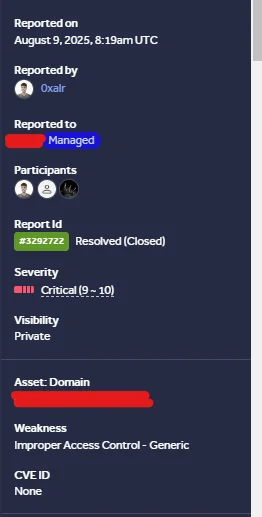 Reported on
August 9, 2025, 8:19am UTC
Reported by
0xalr
Reported to
Managed
Participants
Report Id
#3292722 Resolved (Closed)
Severity
Critical (9 ~ 10)
Visibility
Private
Asset: Domain
Weakness
Improper Access Control - Generic
CVE ID
None